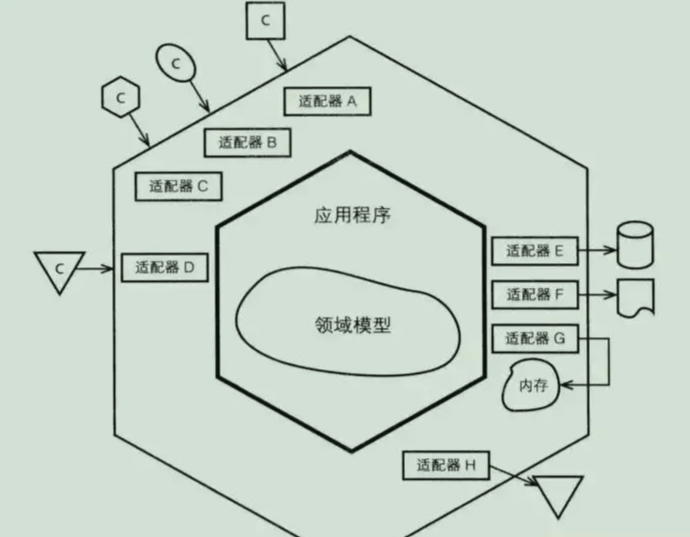 C
C
C
适配器 A
适配器 B
适配器 C
应用程序
C
适配器 D
适配器 E
适配器 F
领域模型
适配器 G
内存
适配器 H